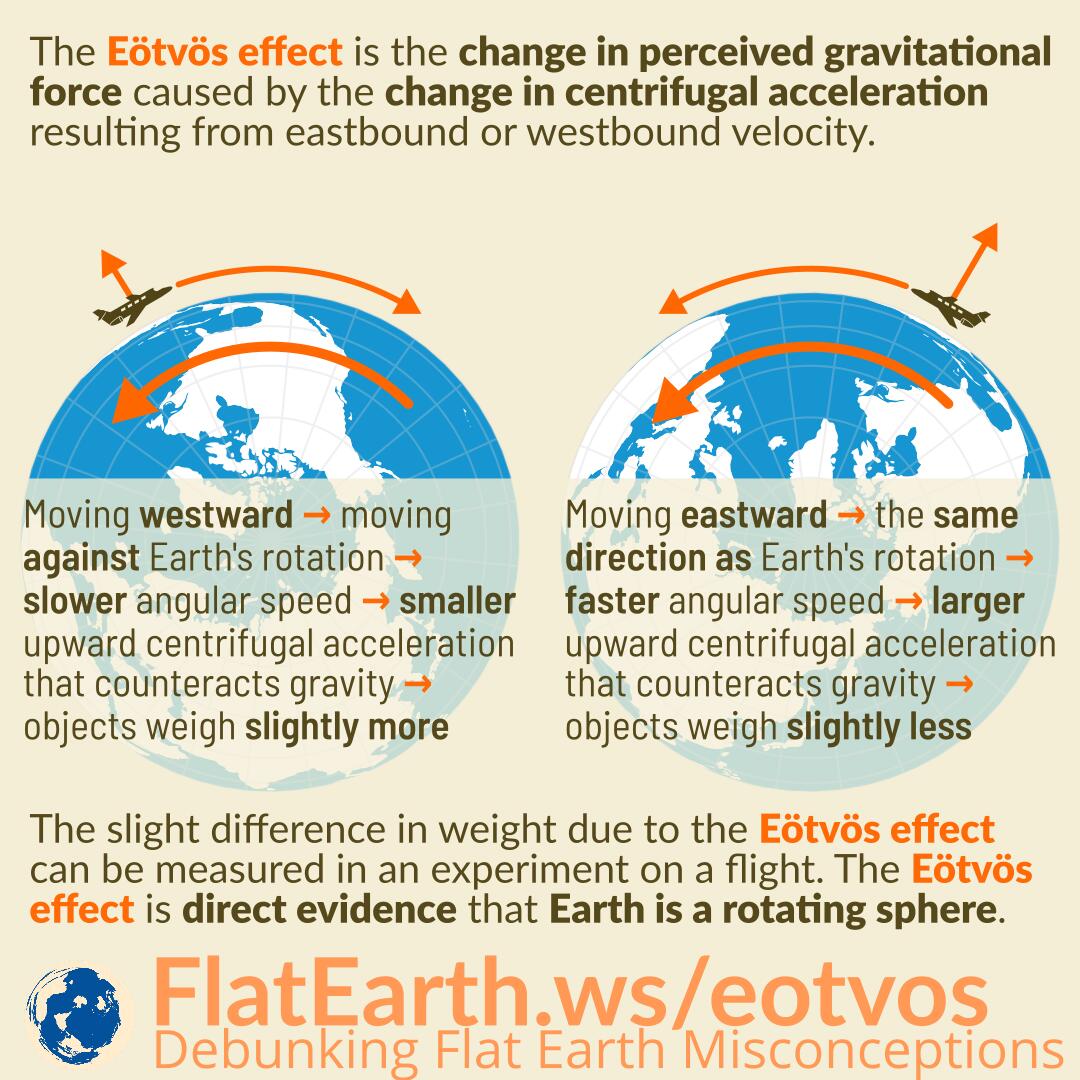 The Eötvös effect is the change in perceived gravitational
force caused by the change in centrifugal acceleration
resulting from eastbound or westbound velocity.
Moving westward → moving
against Earth's rotation →
slower angular speed → smaller
upward centrifugal acceleration
that counteracts gravity →
objects weigh slightly more
Moving eastward → the same
direction as Earth's rotation →
faster angular speed → larger
upward centrifugal acceleration
that counteracts gravity →
objects weigh slightly less
The slight difference in weight due to the Eötvös effect
can be measured in an experiment on a flight. The Eötvös
effect is direct evidence that Earth is a rotating sphere.
FlatEarth.ws/eotvos
Debunking Flat Earth Misconceptions